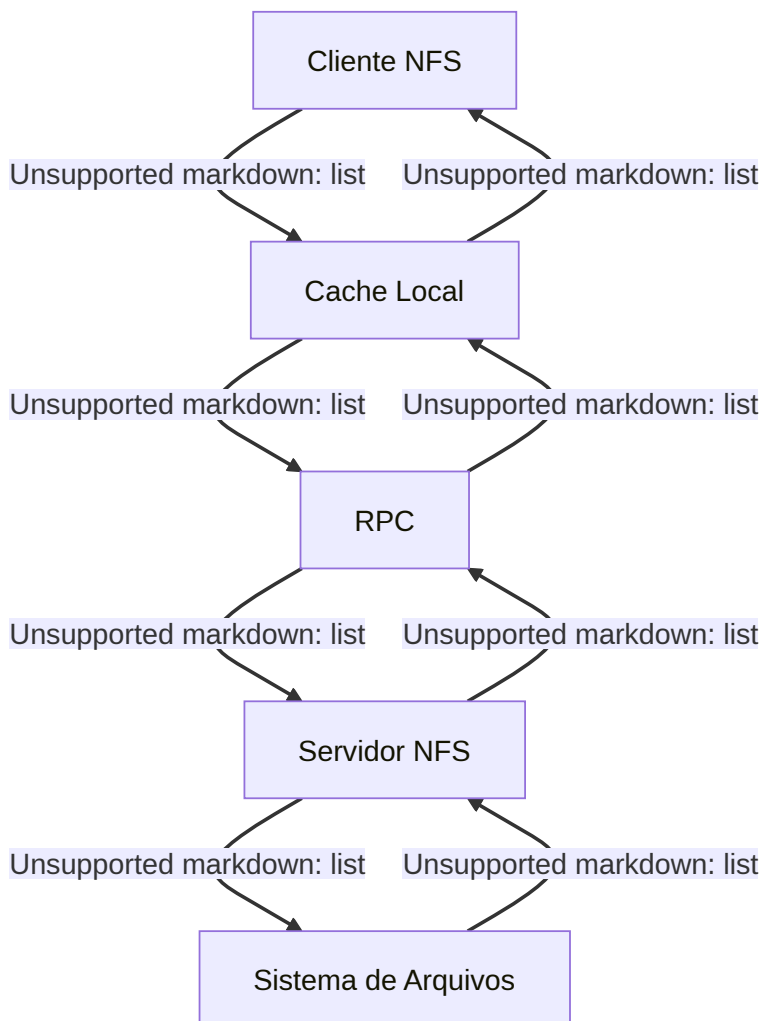 Cliente NFS
Unsupported markdown: list
Unsupported markdown: list
Cache Local
Unsupported markdown: list
Unsupported markdown: list
RPC
Unsupported markdown: list
Unsupported markdown: list
Servidor NFS
Unsupported markdown: list
Unsupported markdown: list
Sistema de Arquivos